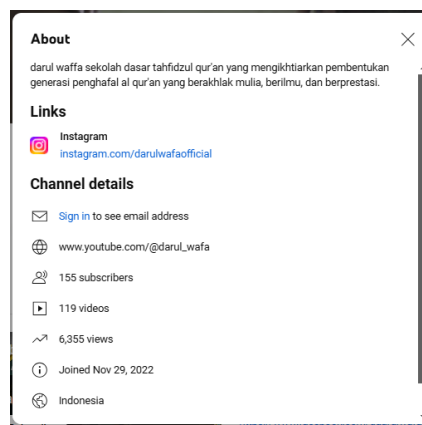 About
darul waffa sekolah dasar tahfidzul qur'an yang mengikhtiarkan pembentukan
generasi penghafal al qur'an yang berakhlak mulia, berilmu, dan berprestasi.
Links
Instagram
instagram.com/darulwafaofficial
Channel details
Sign in to see email address
www.youtube.com/@darul_wafa
155 subscribers
119 videos
6,355 views
Joined Nov 29, 2022
Indonesia